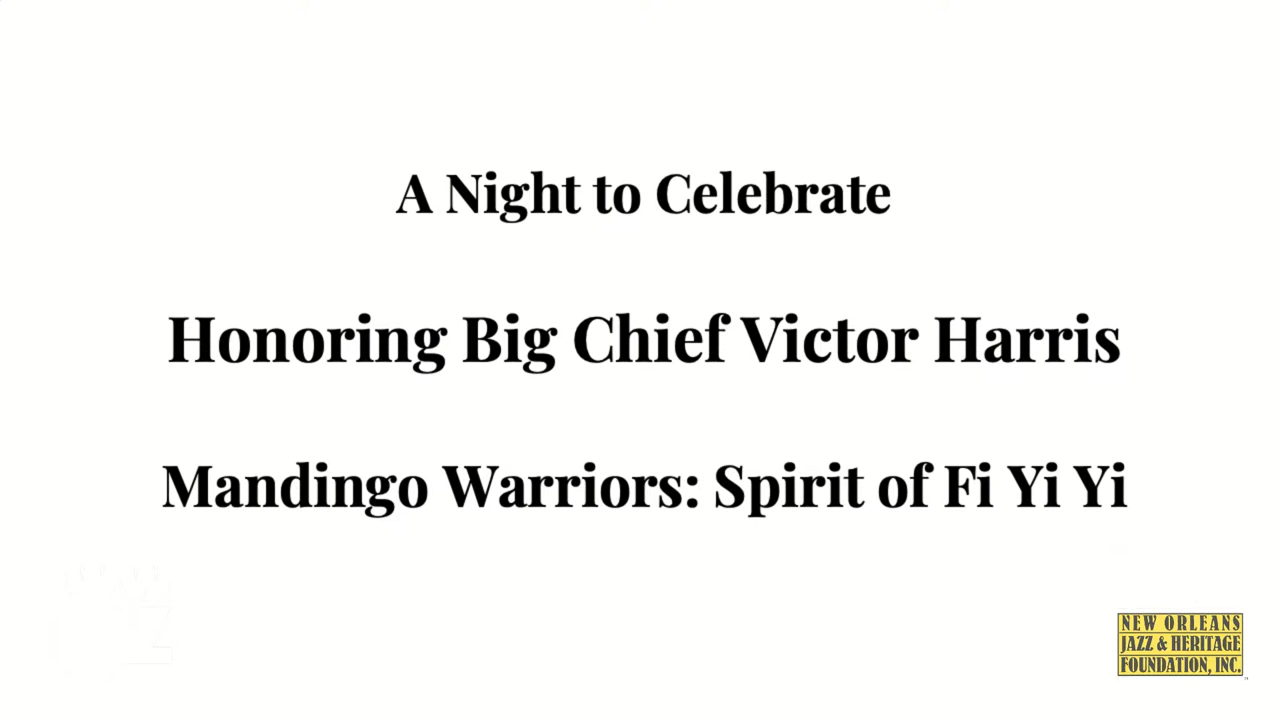 A Night to Celebrate
Honoring Big Chief Victor Harris
Mandingo Warriors: Spirit of Fi Yi Yi
NEW ORLEANS
JAZZ & HERITAGE
FOUNDATION, INC.